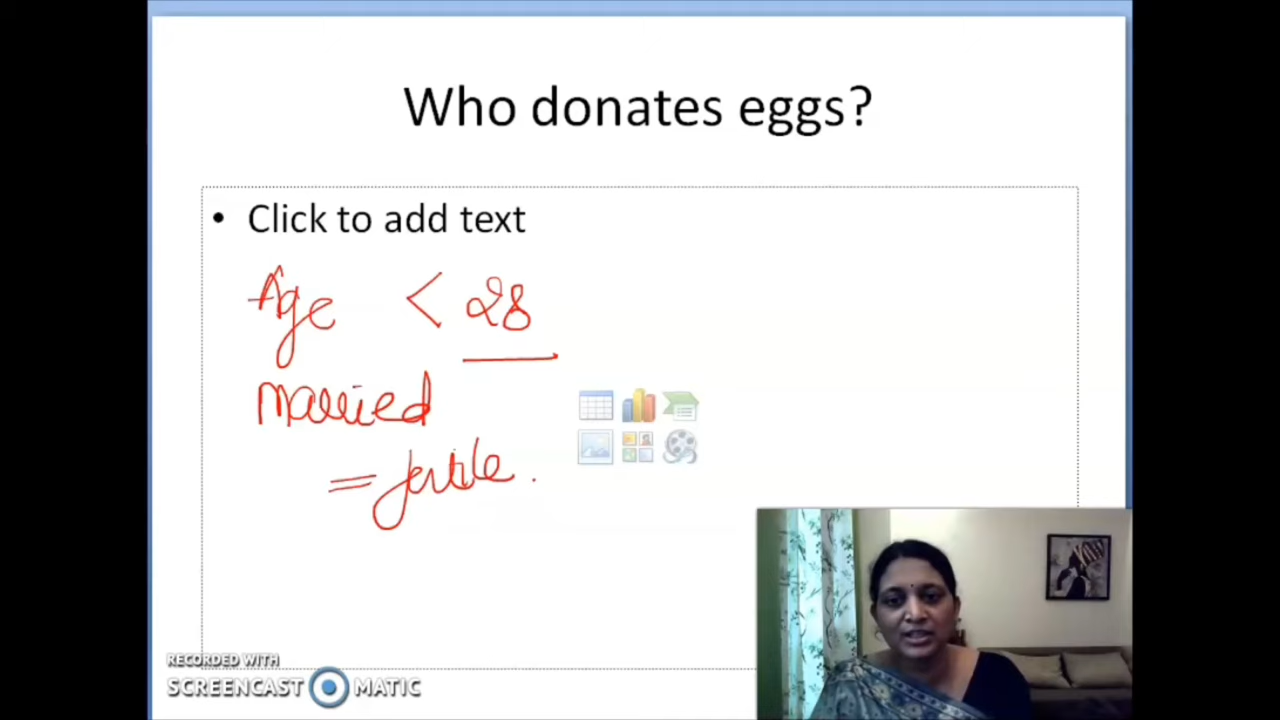 Who donates eggs?
• Click to add text
Age < 28
Married
= fertile.
RECORDED WITH
SCREENCAST MATIC